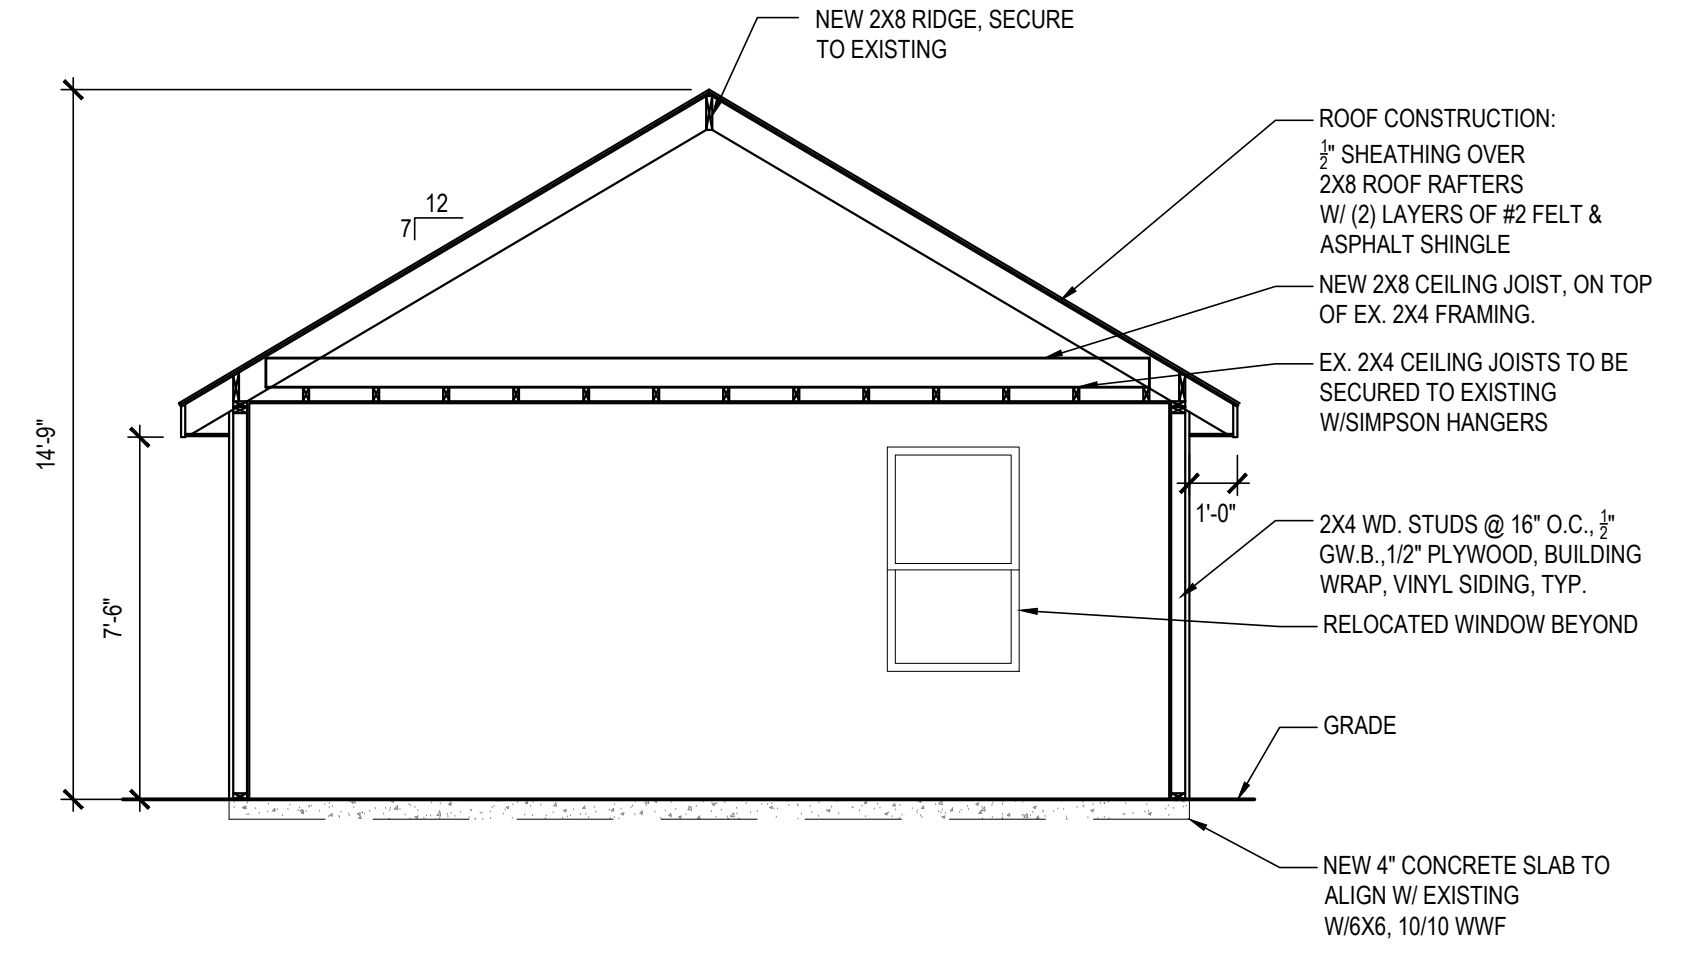 NEW 2X8 RIDGE, SECURE
TO EXISTING
ROOF CONSTRUCTION:
1/2" SHEATHING OVER
2X8 ROOF RAFTERS
W/ (2) LAYERS OF #2 FELT &
ASPHALT SHINGLE
12
7
NEW 2X8 CEILING JOIST, ON TOP
OF EX. 2X4 FRAMING.
EX. 2X4 CEILING JOISTS TO BE
SECURED TO EXISTING
W/SIMPSON HANGERS
14'-9"
7'-6"
1'-0"
2X4 WD. STUDS @ 16" O.C., 1/2"
GW.B.,1/2" PLYWOOD, BUILDING
WRAP, VINYL SIDING, TYP.
RELOCATED WINDOW BEYOND
GRADE
NEW 4" CONCRETE SLAB TO
ALIGN W/ EXISTING
W/6X6, 10/10 WWF